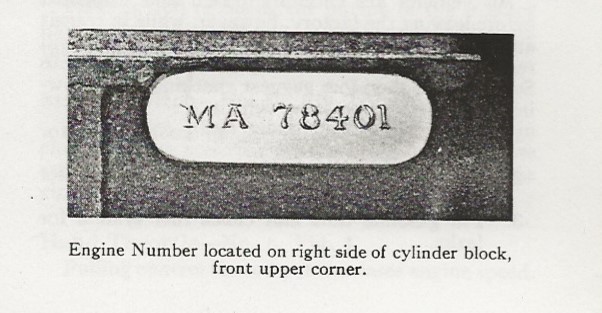 MA 78401
Engine Number located on right side of cylinder block,
front upper corner.